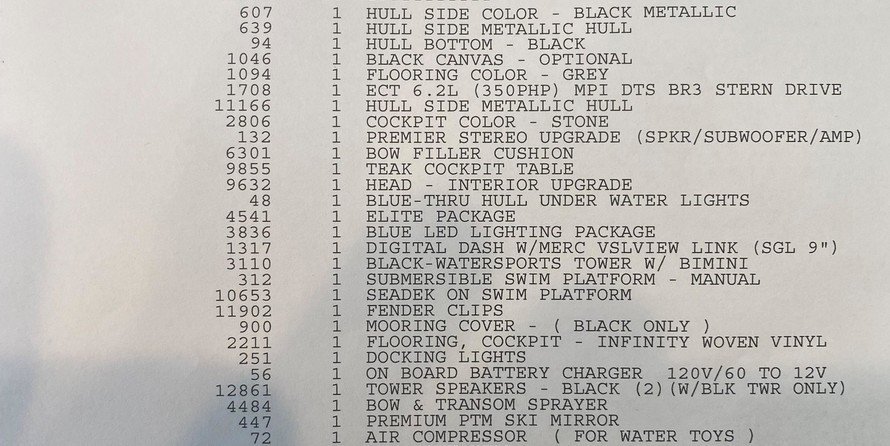 607 1 HULL SIDE COLOR - BLACK METALLIC
639 1 HULL SIDE METALLIC HULL
94 1 HULL BOTTOM - BLACK
1046 1 BLACK CANVAS - OPTIONAL
1094 1 FLOORING COLOR - GREY
1708 1 ECT 6.2L (350PHP) MPI DTS BR3 STERN DRIVE
11166 1 HULL SIDE METALLIC HULL
2806 1 COCKPIT COLOR - STONE
132 1 PREMIER STEREO UPGRADE (SPKR/SUBWOOFER/AMP)
6301 1 BOW FILLER CUSHION
9855 1 TEAK COCKPIT TABLE
9632 1 HEAD - INTERIOR UPGRADE
48 1 BLUE-THRU HULL UNDER WATER LIGHTS
4541 1 ELITE PACKAGE
3836 1 BLUE LED LIGHTING PACKAGE
1317 1 DIGITAL DASH W/MERC VSLVIEW LINK (SGL 9")
3110 1 BLACK-WATERSPORTS TOWER W/ BIMINI
312 1 SUBMERSIBLE SWIM PLATFORM - MANUAL
10653 1 SEADEK ON SWIM PLATFORM
11902 1 FENDER CLIPS
900 1 MOORING COVER - ( BLACK ONLY )
2211 1 FLOORING, COCKPIT - INFINITY WOVEN VINYL
251 1 DOCKING LIGHTS
56 1 ON BOARD BATTERY CHARGER 120V/60 TO 12V
12861 1 TOWER SPEAKERS - BLACK (2)(W/BLK TWR ONLY)
4484 1 BOW & TRANSOM SPRAYER
447 1 PREMIUM PTM SKI MIRROR
72 1 AIR COMPRESSOR ( FOR WATER TOYS )